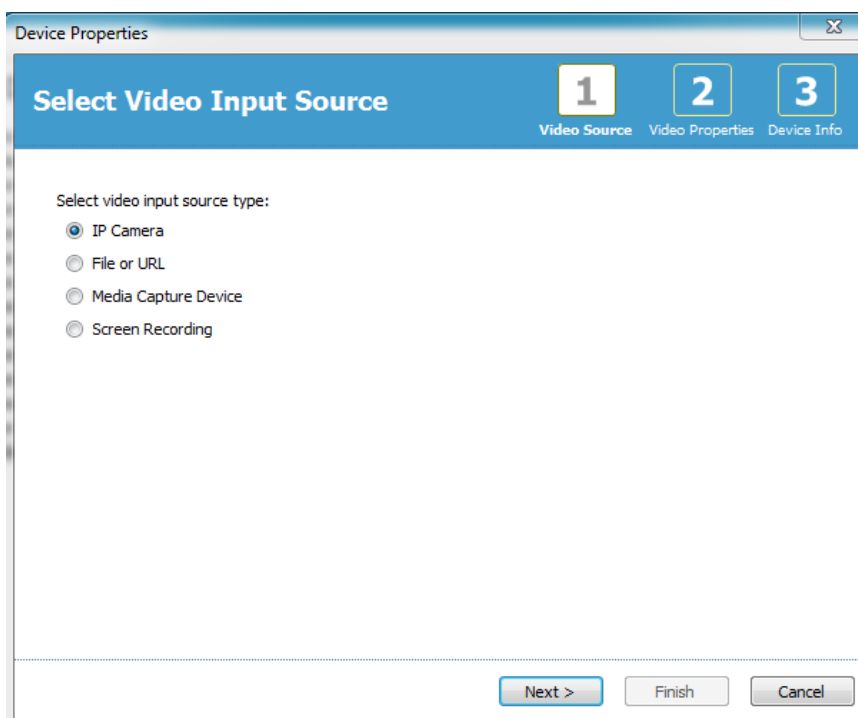 Device Properties
Select Video Input Source
1 2 3
Video Source Video Properties Device Info
Select video input source type:
IP Camera
File or URL
Media Capture Device
Screen Recording
Next > Finish Cancel